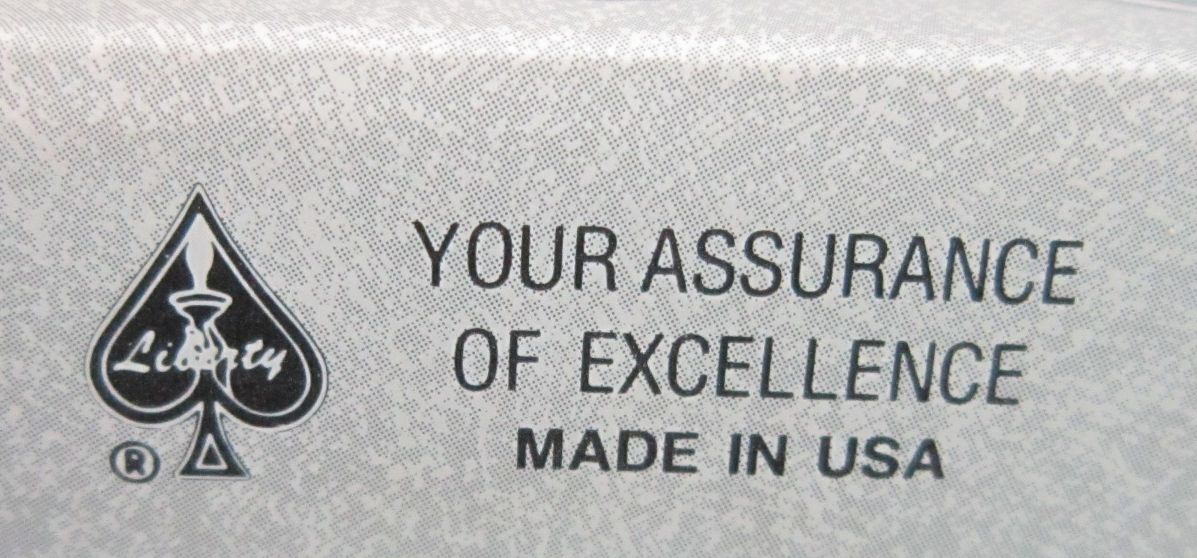 Liberty
®
YOUR ASSURANCE
OF EXCELLENCE
MADE IN USA